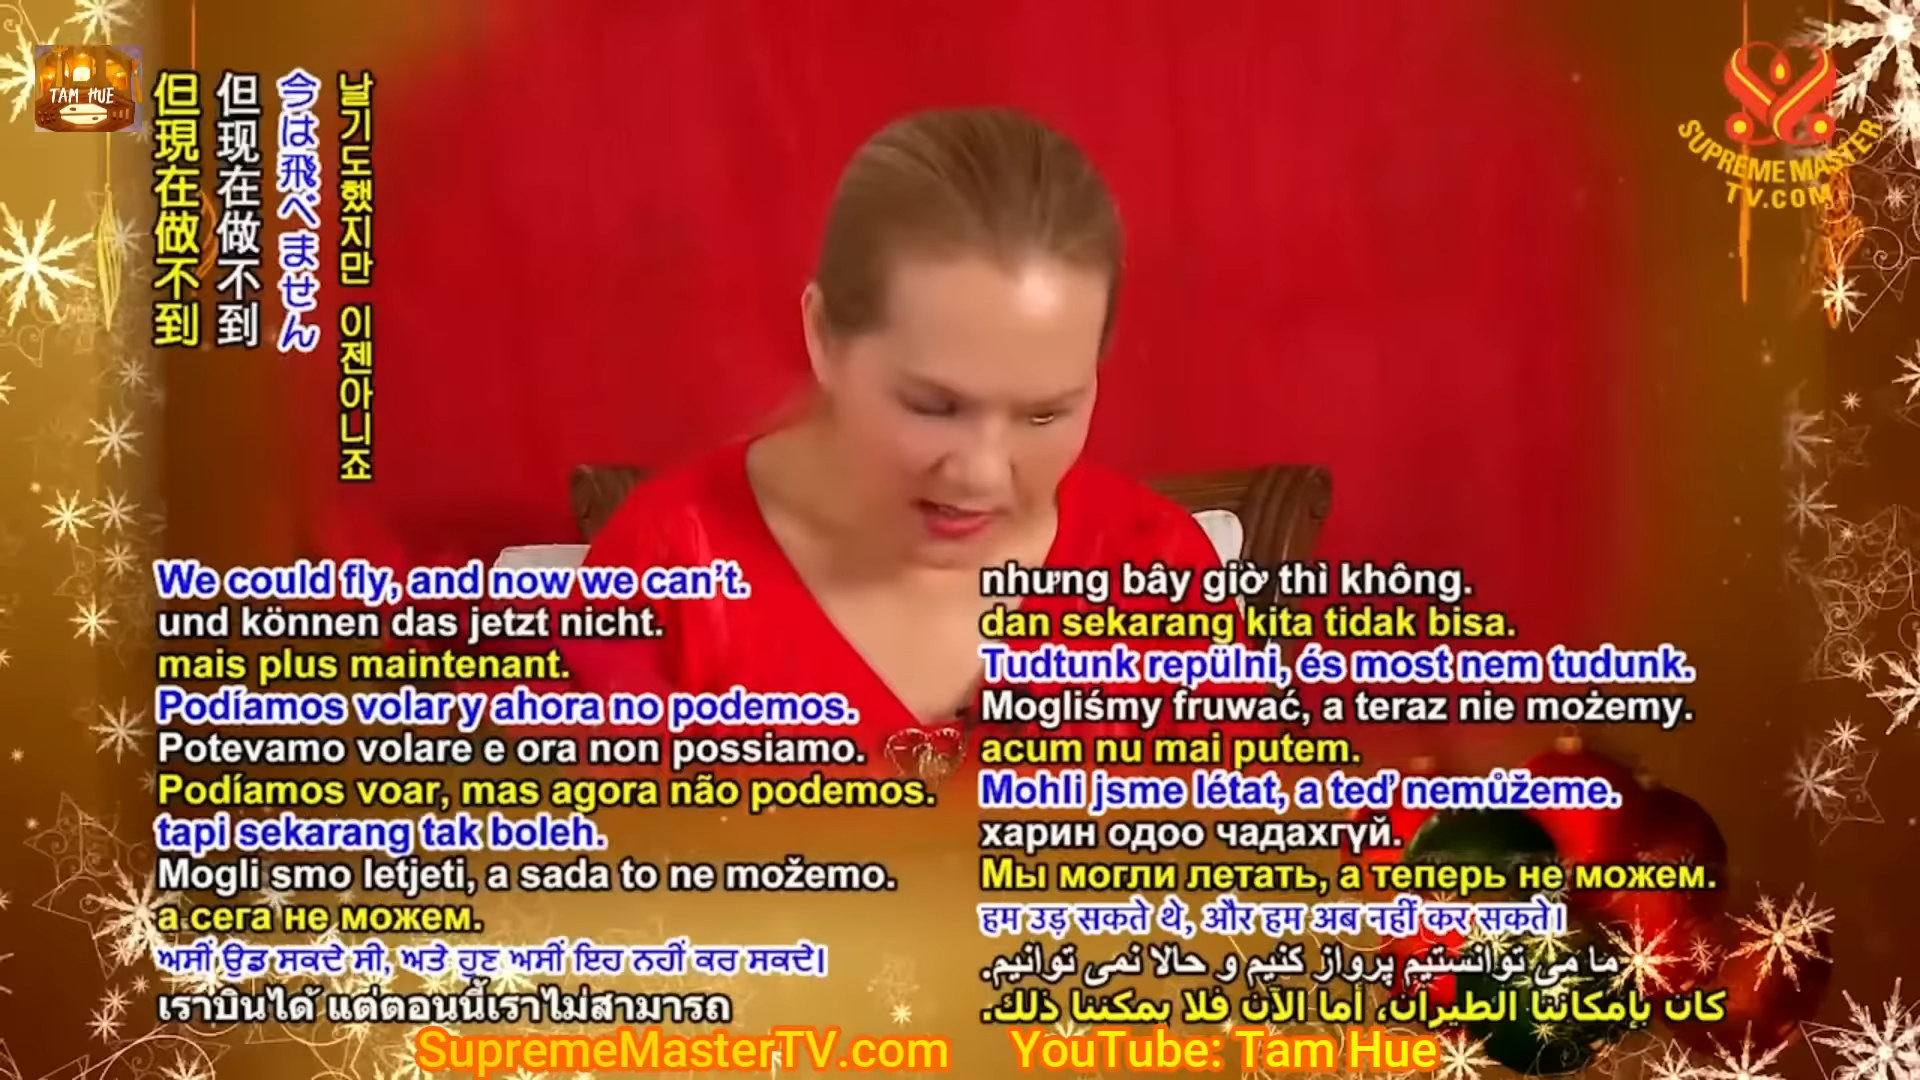 TAM HUE
但現在做不到
但现在做不到
今は飛べません
날기도했지만 이젠아니죠
SUPREME MASTER
TV.COM
We could fly, and now we can't.
und können das jetzt nicht.
mais plus maintenant.
Podíamos volar y ahora no podemos.
Potevamo volare e ora non possiamo.
Podíamos voar, mas agora não podemos.
tapi sekarang tak boleh.
Mogli smo letjeti, a sada to ne možemo.
а сега не можем.
ਅਸੀਂ ਉਡ ਸਕਦੇ ਸੀ, ਅਤੇ ਹੁਣ ਅਸੀਂ ਇਹ ਨਹੀਂ ਕਰ ਸਕਦੇ।
เราบินได้ แต่ตอนนี้เราไม่สามารถ
nhưng bây giờ thì không.
dan sekarang kita tidak bisa.
Tudtunk repülni, és most nem tudunk.
Mogliśmy fruwać, a teraz nie możemy.
acum nu mai putem.
Mohli jsme létat, a teď nemůžeme.
харин одоо чадахгүй.
Мы могли летать, а теперь не можем.
हम उड़ सकते थे, और हम अब नहीं कर सकते।
ما می توانستیم پرواز کنیم و حالا نمی توانیم.
كان بإمكاننا الطيران، أما الآن فلا يمكننا ذلك.
SupremeMasterTV.com YouTube: Tam Hue